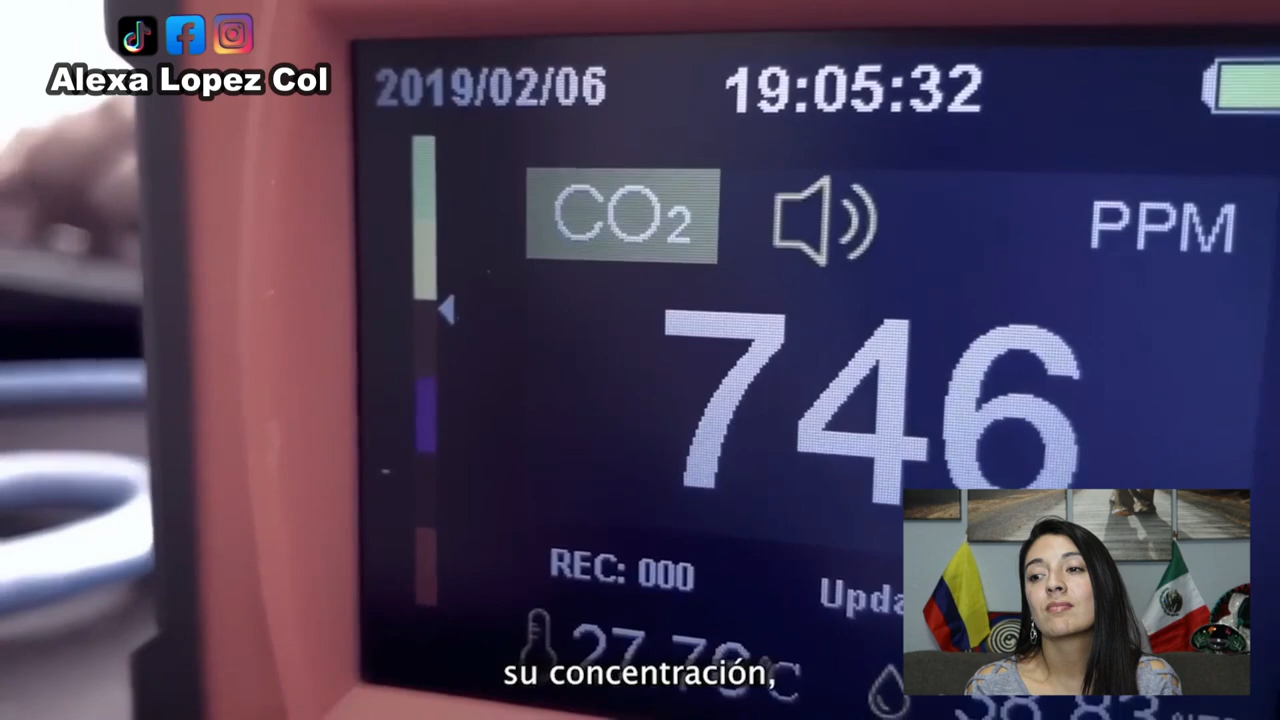 Alexa Lopez Col
2019/02/06 19:05:32
CO₂ PPM
746
REC: 000
su concentración,